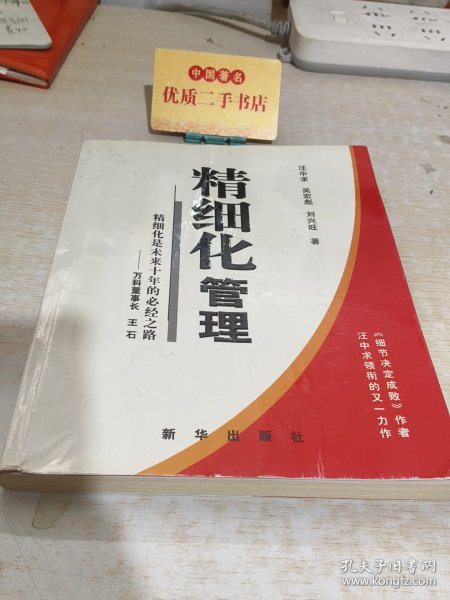 中国著名
优质二手书店
汪中求 吴宏彪 刘兴旺 著
精细化管理
精细化是未来十年的必经之路
——万科董事长 王石
《细节决定成败》作者
汪中求领衔的又一力作
新华出版社
孔夫子旧书网
www.kongfz.com